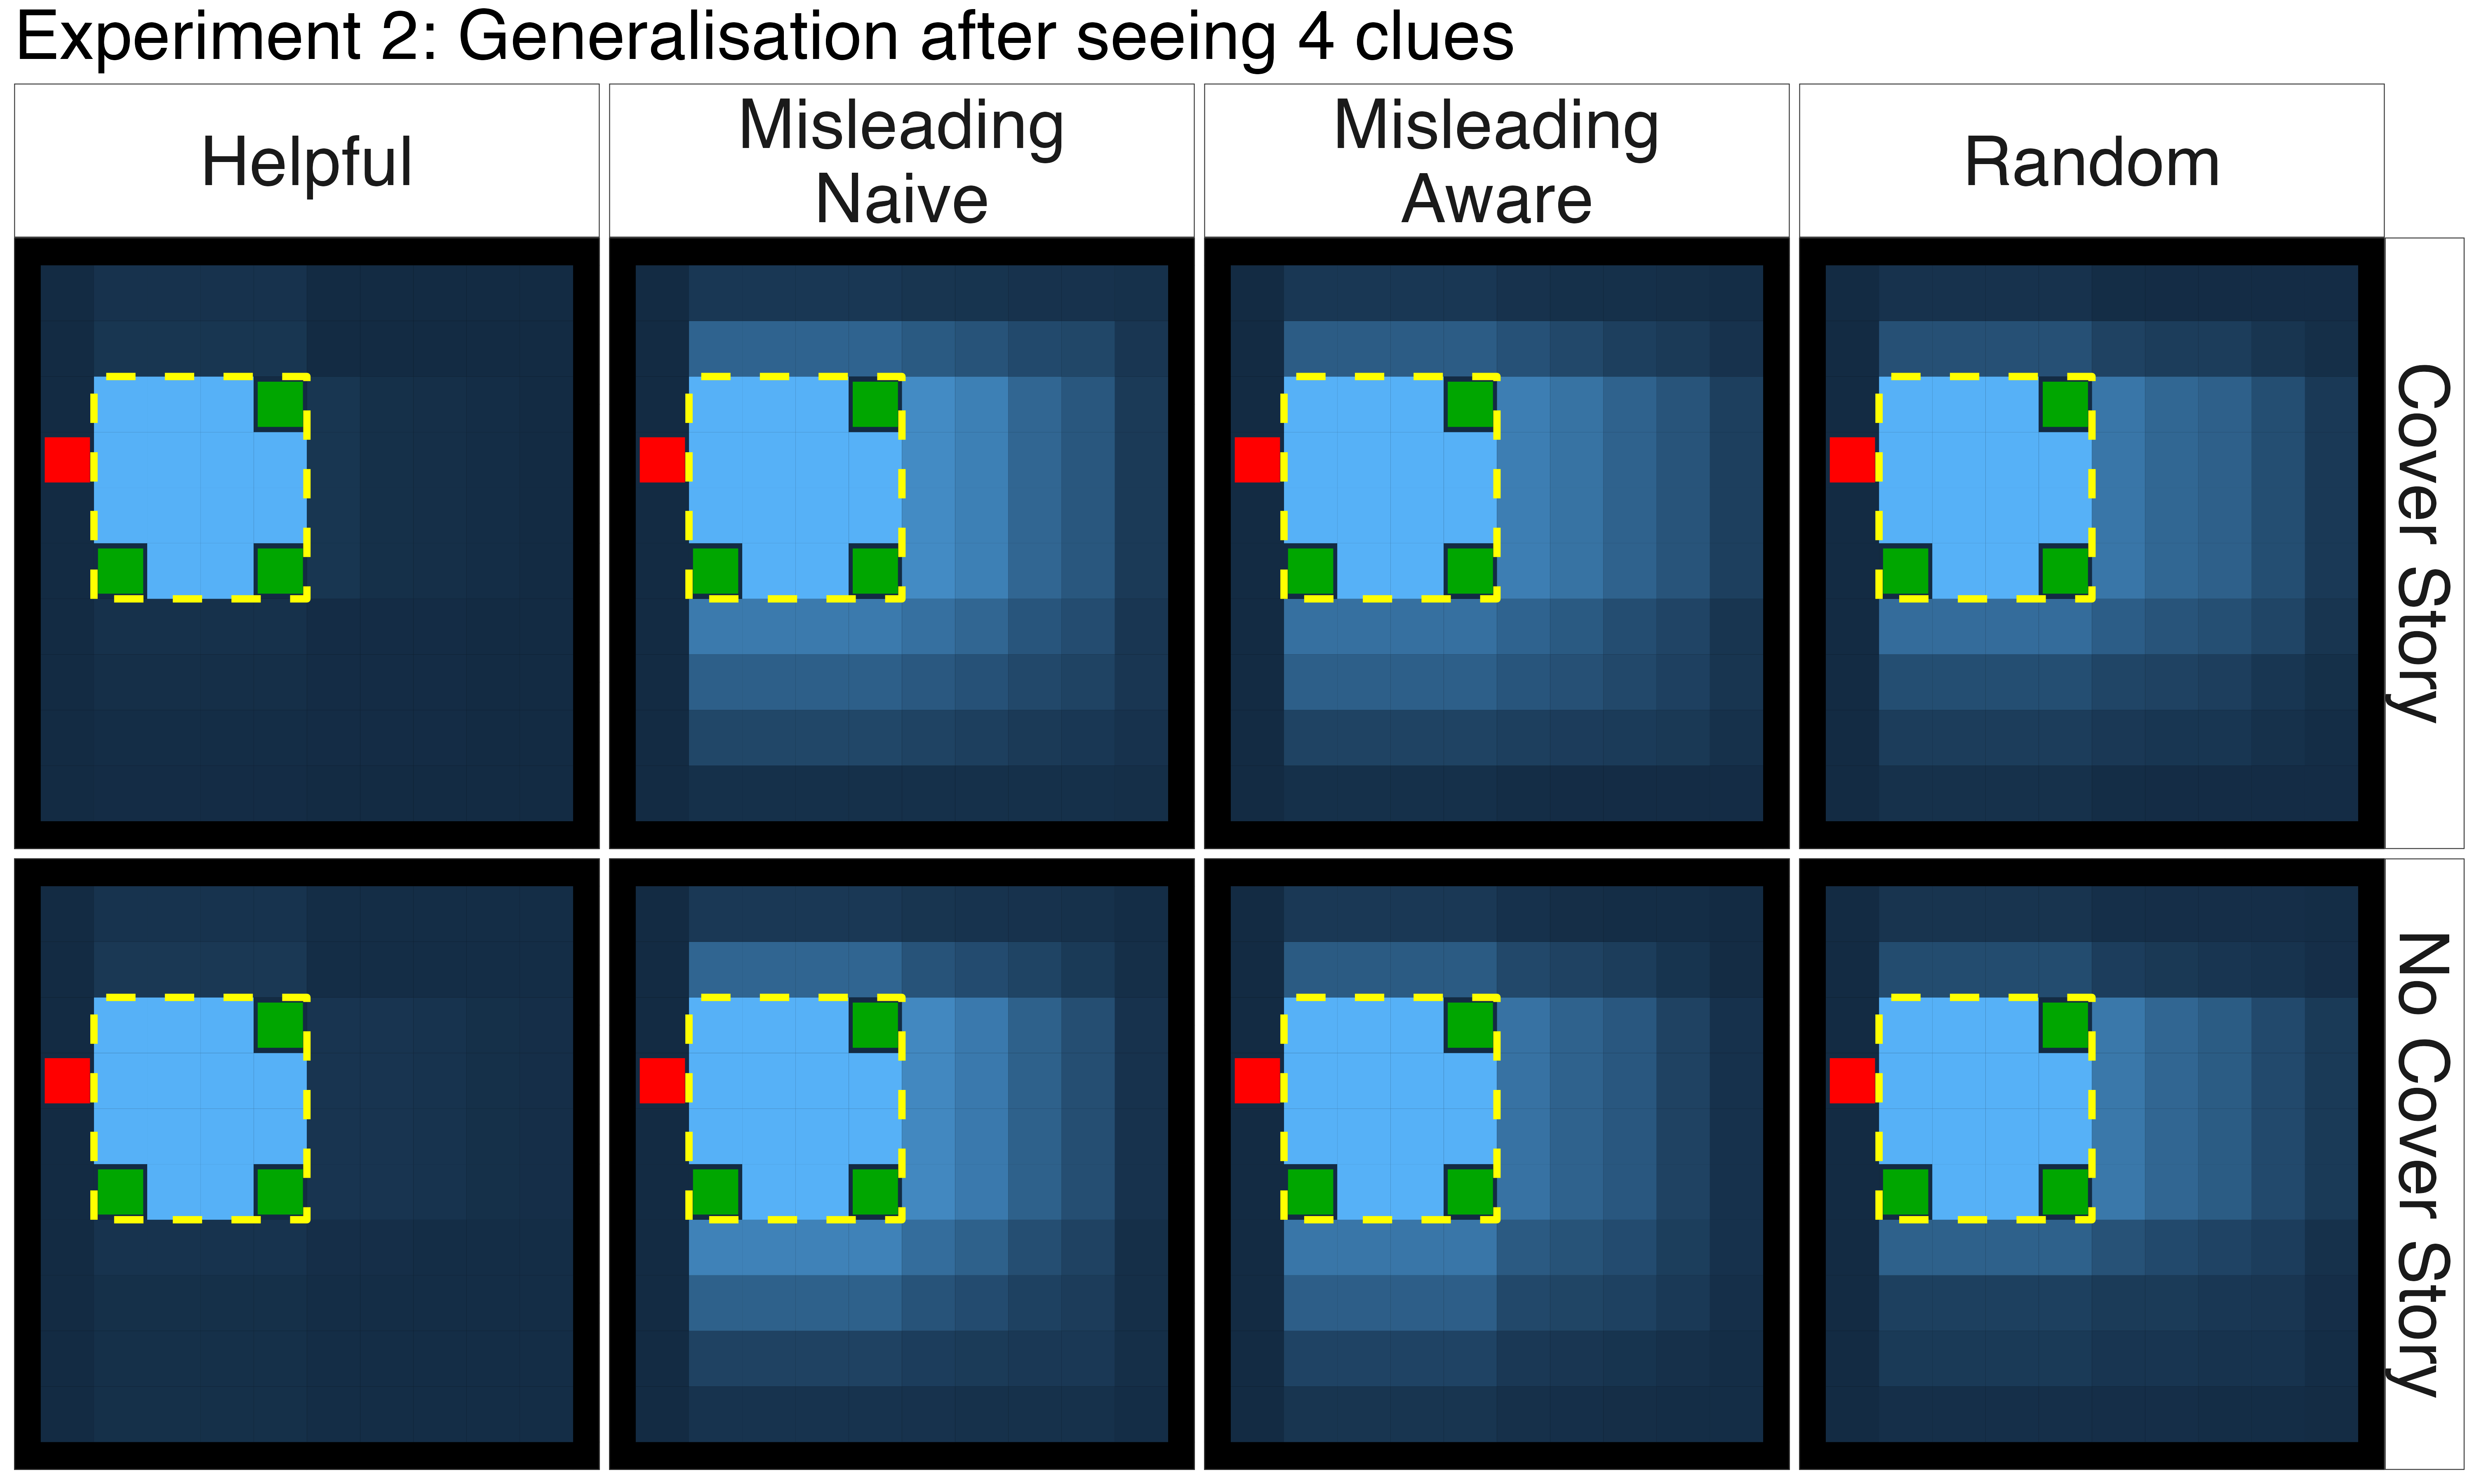 Experiment 2: Generalisation after seeing 4 clues
Helpful
Misleading
Naive
Misleading
Aware
Random
Cover Story
No Cover Story